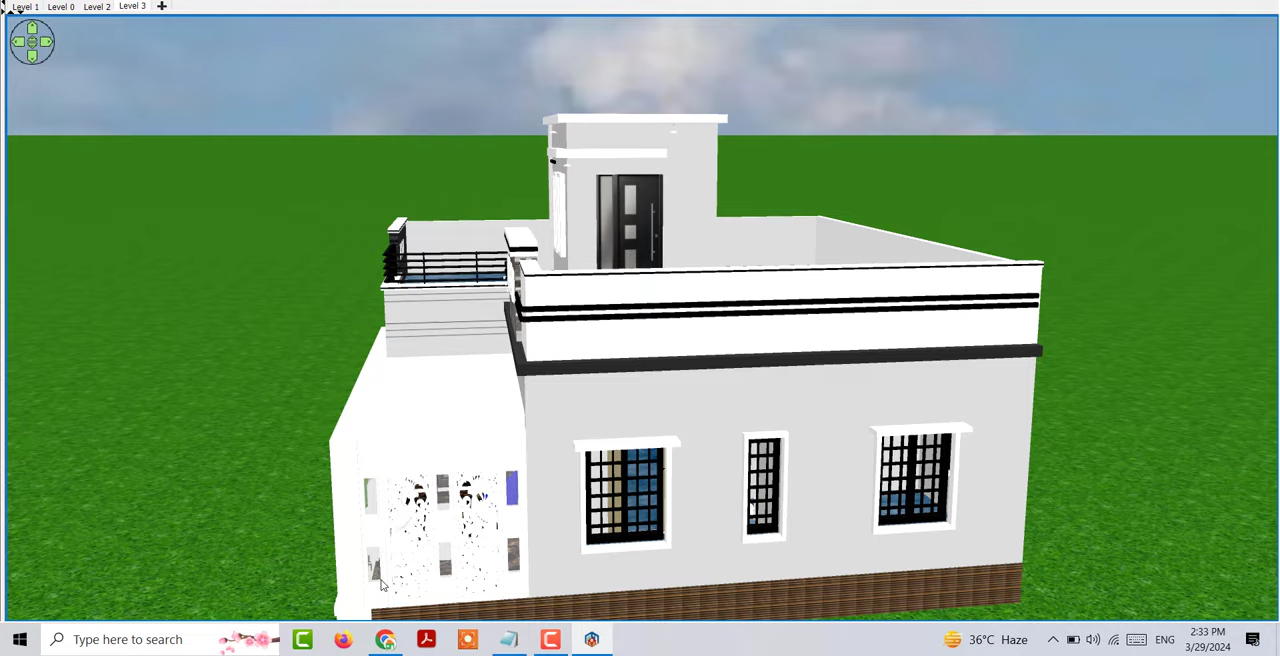 Level 1 Level 0 Level 2 Level 3
Type here to search
36°C Haze
ENG
2:33 PM
3/29/2024